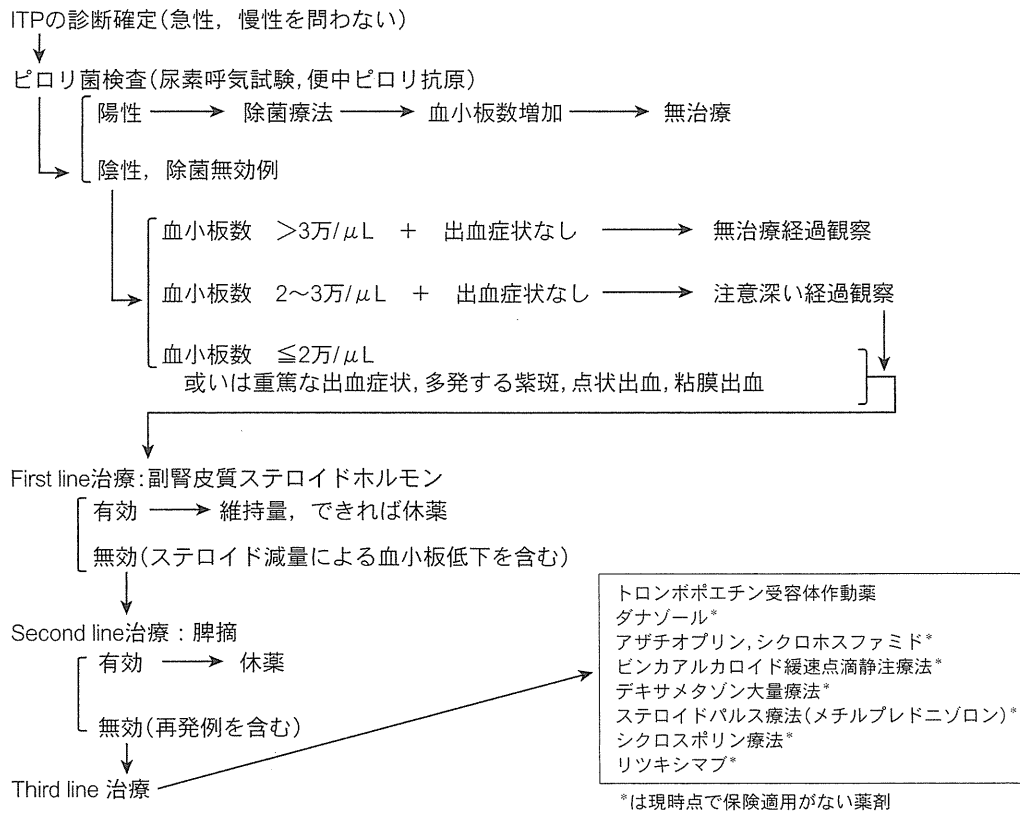 ITPの診断確定(急性，慢性を問わない)
ピロリ菌検査(尿素呼気試験，便中ピロリ抗原)
陽性 → 除菌療法 → 血小板数増加 → 無治療
陰性，除菌無効例
血小板数 ＞3万/μL ＋ 出血症状なし → 無治療経過観察
血小板数 2～3万/μL ＋ 出血症状なし → 注意深い経過観察
血小板数 ≦2万/μL
或いは重篤な出血症状，多発する紫斑，点状出血，粘膜出血
First line治療：副腎皮質ステロイドホルモン
有効 → 維持量，できれば休薬
無効(ステロイド減量による血小板低下を含む)
Second line治療：脾摘
有効 → 休薬
無効(再発例を含む)
Third line 治療
トロンボポエチン受容体作動薬
ダナゾール*
アザチオプリン，シクロホスファミド*
ビンカアルカロイド緩速点滴静注療法*
デキサメタゾン大量療法*
ステロイドパルス療法(メチルプレドニゾロン)*
シクロスポリン療法*
リツキシマブ*
*は現時点で保険適用がない薬剤